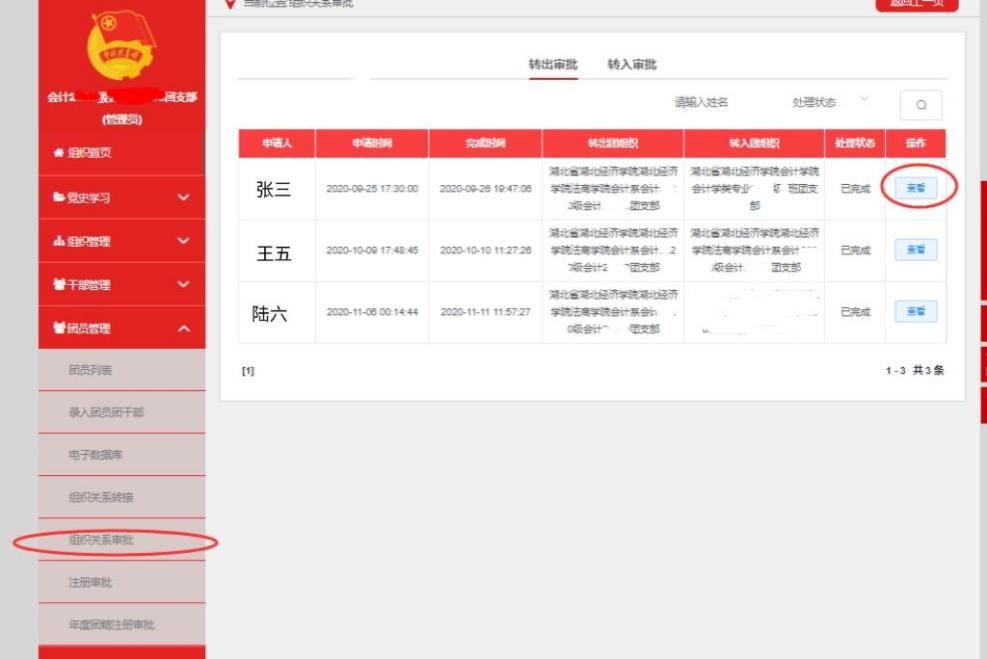 当前位置:组织关系审批
返回上一页
会计2 级 团支部
(管理员)
组织首页
党史学习
组织管理
干部管理
团员管理
团员列表
录入团员团干部
电子数据库
组织关系转接
组织关系审批
注册审批
年度团籍注册审批
转出审批 转入审批
请输入姓名 处理状态
申请人 申请时间 完成时间 转出团组织 转入团组织 处理状态 操作
张三 2020-09-25 17:30:00 2020-09-26 19:47:06 已完成 查看
湖北省湖北经济学院湖北经济
学院法商学院会计系会计
级会计 团支部
湖北省湖北经济学院会计学院
会计学类专业 班团支
部
王五 2020-10-09 17:48:45 2020-10-10 11:27:26 已完成 查看
湖北省湖北经济学院湖北经济
学院法商学院会计系会计 2
级会计2 团支部
湖北省湖北经济学院湖北经济
学院法商学院会计系会计
级会计 团支部
陆六 2020-11-06 00:14:44 2020-11-11 11:57:27 已完成 查看
湖北省湖北经济学院湖北经济
学院法商学院会计系会
0级会计 团支部
[1]
1-3 共3条